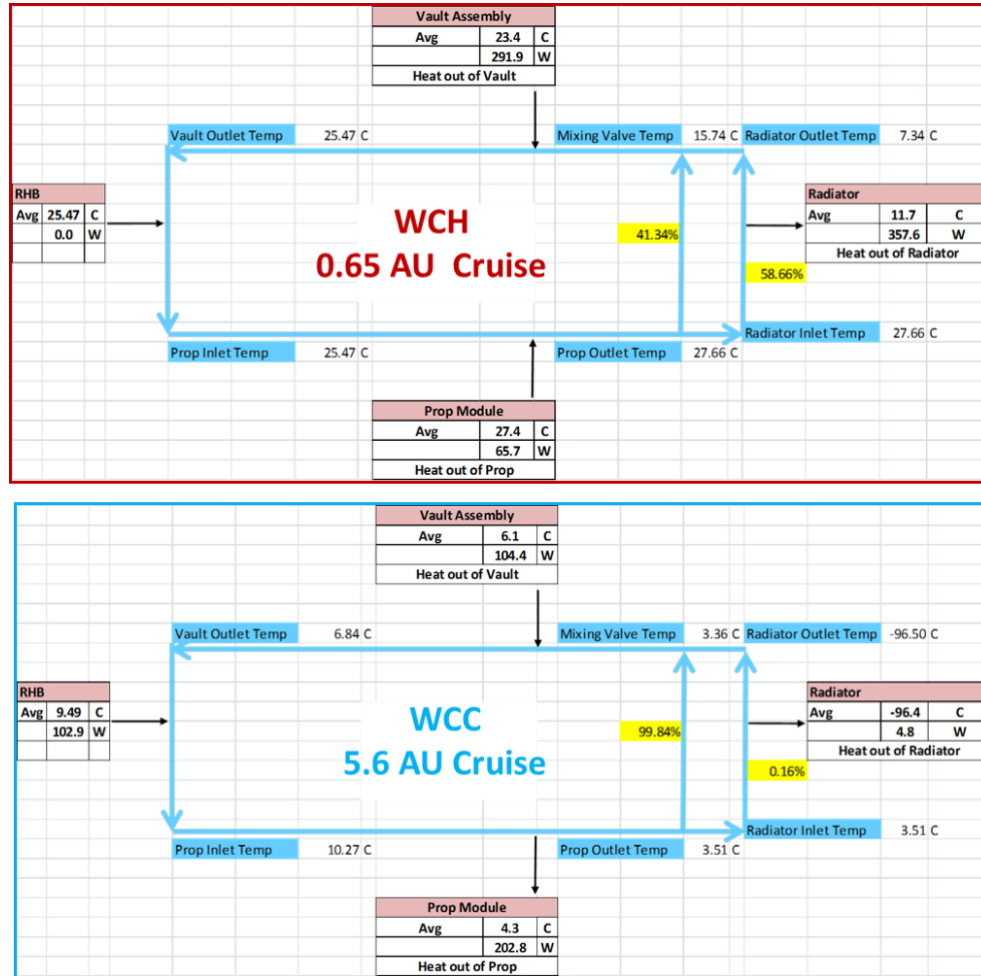 Vault Assembly
Avg 23.4 C
291.9 W
Heat out of Vault
Vault Outlet Temp 25.47 C Mixing Valve Temp 15.74 C Radiator Outlet Temp 7.34 C
RHB
Avg 25.47 C
0.0 W
WCH
0.65 AU Cruise
41.34%
Radiator
Avg 11.7 C
357.6 W
Heat out of Radiator
58.66%
Radiator Inlet Temp 27.66 C
Prop Inlet Temp 25.47 C Prop Outlet Temp 27.66 C
Prop Module
Avg 27.4 C
65.7 W
Heat out of Prop
Vault Assembly
Avg 6.1 C
104.4 W
Heat out of Vault
Vault Outlet Temp 6.84 C Mixing Valve Temp 3.36 C Radiator Outlet Temp -96.50 C
RHB
Avg 9.49 C
102.9 W
WCC
5.6 AU Cruise
99.84%
Radiator
Avg -96.4 C
4.8 W
Heat out of Radiator
0.16%
Radiator Inlet Temp 3.51 C
Prop Inlet Temp 10.27 C Prop Outlet Temp 3.51 C
Prop Module
Avg 4.3 C
202.8 W
Heat out of Prop